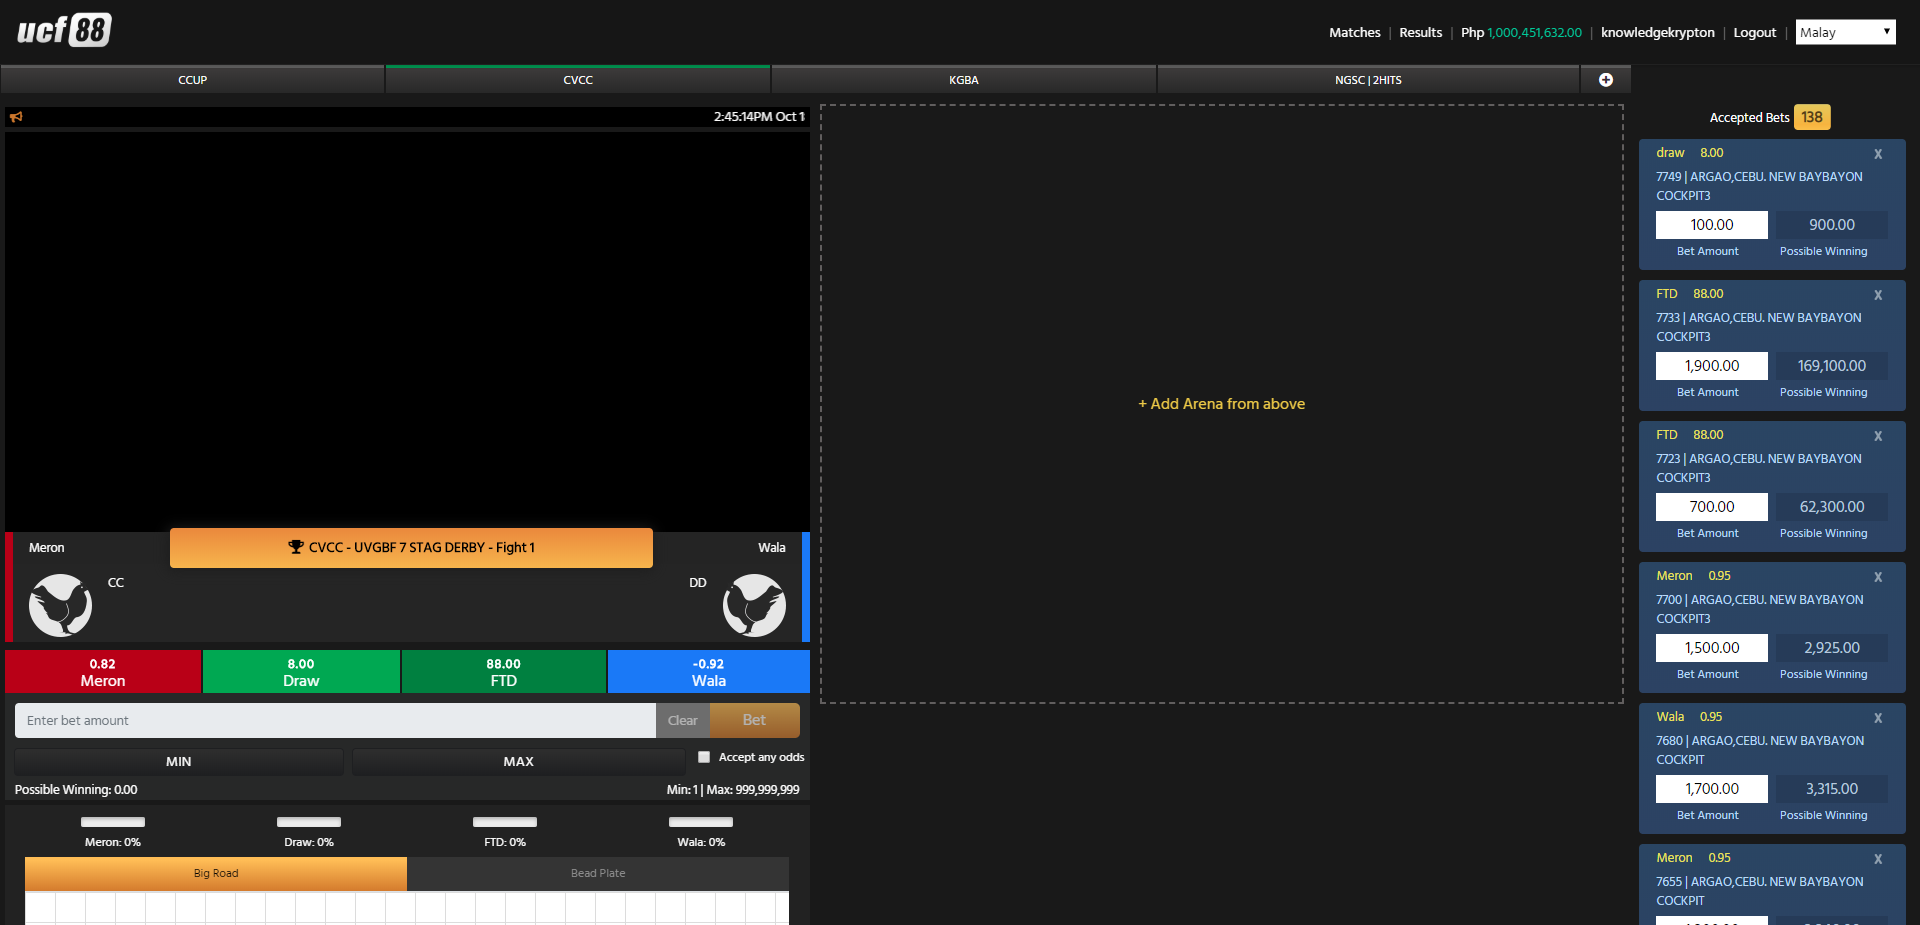 ucf88
Matches | Results | Php 1,000,451,632.00 | knowledgekrypton | Logout | Malay
CCUP
CVCC
KGBA
NGSC | 2HITS
2:45:14PM Oct 1
Meron
CVCC - UVGBF 7 STAG DERBY - Fight 1
Wala
CC
DD
0.82
Meron
8.00
Draw
88.00
FTD
-0.92
Wala
Enter bet amount
Clear
Bet
MIN
MAX
Accept any odds
Possible Winning: 0.00
Min: 1 | Max: 999,999,999
Meron: 0%
Draw: 0%
FTD: 0%
Wala: 0%
Big Road
Bead Plate
+ Add Arena from above
Accepted Bets 138
draw 8.00 X
7749 | ARGAO,CEBU. NEW BAYBAYON
COCKPIT3
100.00 900.00
Bet Amount Possible Winning
FTD 88.00 X
7733 | ARGAO,CEBU. NEW BAYBAYON
COCKPIT3
1,900.00 169,100.00
Bet Amount Possible Winning
FTD 88.00 X
7723 | ARGAO,CEBU. NEW BAYBAYON
COCKPIT3
700.00 62,300.00
Bet Amount Possible Winning
Meron 0.95 X
7700 | ARGAO,CEBU. NEW BAYBAYON
COCKPIT3
1,500.00 2,925.00
Bet Amount Possible Winning
Wala 0.95 X
7680 | ARGAO,CEBU. NEW BAYBAYON
COCKPIT
1,700.00 3,315.00
Bet Amount Possible Winning
Meron 0.95 X
7655 | ARGAO,CEBU. NEW BAYBAYON
COCKPIT